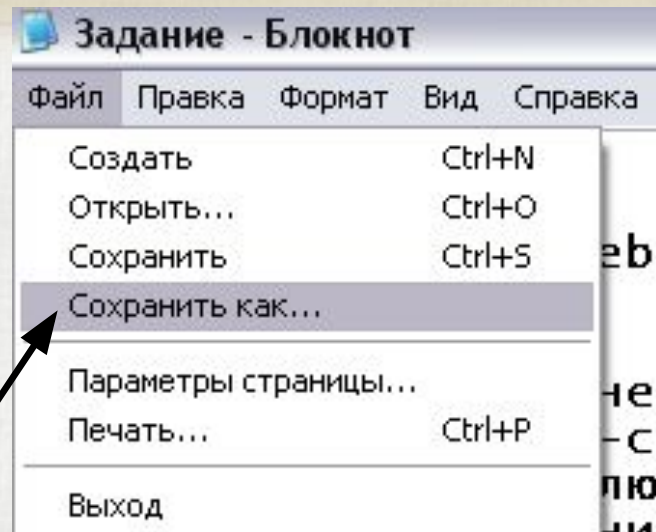 Задание - Блокнот
Файл Правка Формат Вид Справка
Создать Ctrl+N
Открыть... Ctrl+O
Сохранить Ctrl+S
Сохранить как...
Параметры страницы...
Печать... Ctrl+P
Выход